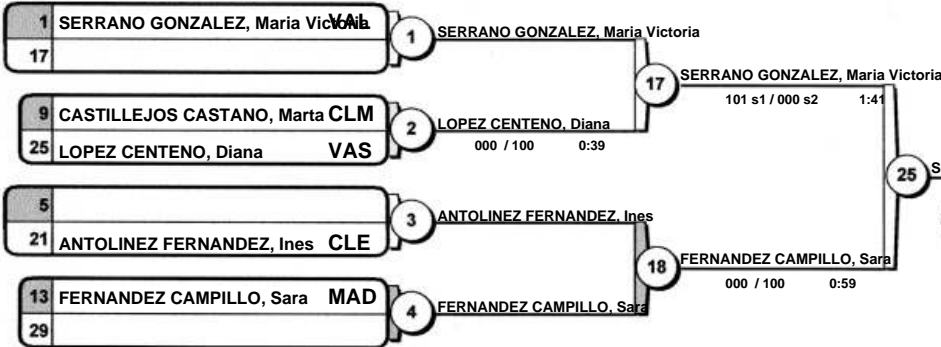 1 SERRANO GONZALEZ, Maria Victoria VAL
17
1
SERRANO GONZALEZ, Maria Victoria
9 CASTILLEJOS CASTANO, Marta CLM
25 LOPEZ CENTENO, Diana VAS
2
LOPEZ CENTENO, Diana
000 / 100 0:39
17
SERRANO GONZALEZ, Maria Victoria
101 s1 / 000 s2 1:41
5
21 ANTOLINEZ FERNANDEZ, Ines CLE
3
ANTOLINEZ FERNANDEZ, Ines
13 FERNANDEZ CAMPILLO, Sara MAD
29
4
FERNANDEZ CAMPILLO, Sara
18
FERNANDEZ CAMPILLO, Sara
000 / 100 0:59
25
S